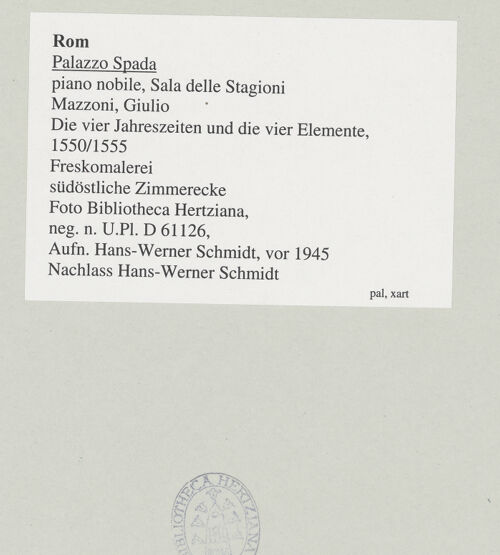 Rom
Palazzo Spada
piano nobile, Sala delle Stagioni
Mazzoni, Giulio
Die vier Jahreszeiten und die vier Elemente,
1550/1555
Freskomalerei
südöstliche Zimmerecke
Foto Bibliotheca Hertziana,
neg. n. U.Pl. D 61126,
Aufn. Hans-Werner Schmidt, vor 1945
Nachlass Hans-Werner Schmidt
pal, xart
BIBLIOTHECA HERTZIANA